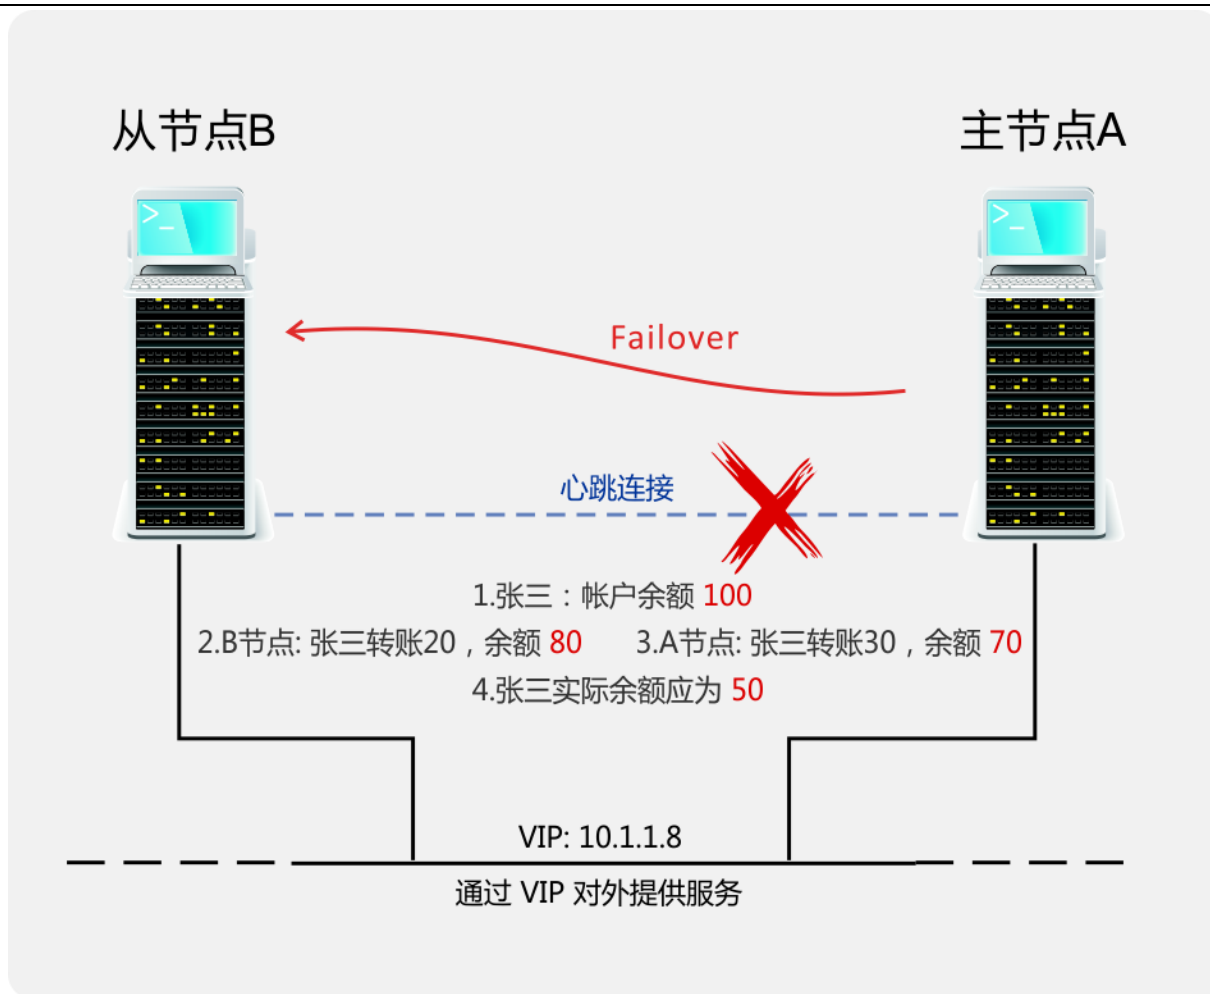 从节点B
主节点A
>_
>_
Failover
心跳连接
1.张三：帐户余额 100
2.B节点: 张三转账20，余额 80
3.A节点: 张三转账30，余额 70
4.张三实际余额应为 50
VIP: 10.1.1.8
通过 VIP 对外提供服务